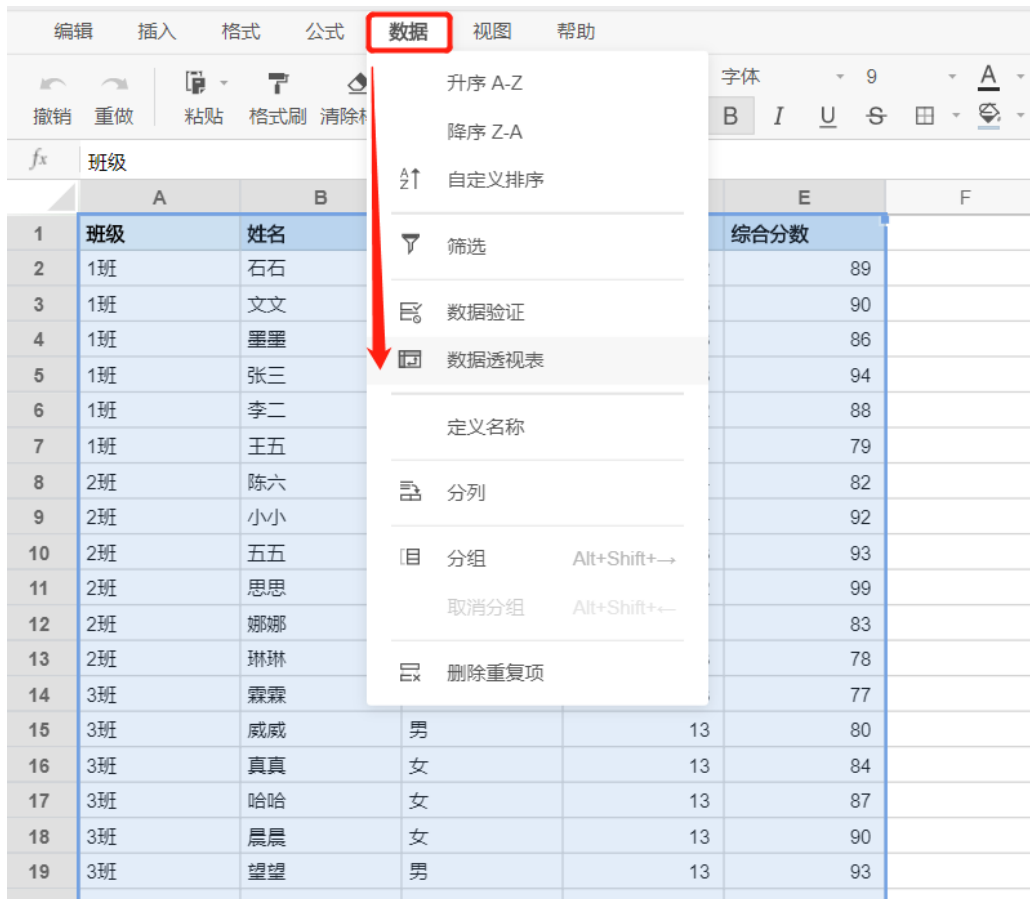 编辑 插入 格式 公式 数据 视图 帮助
字体 9 A
撤销 重做 粘贴 格式刷 清除 B I U S
fx 班级
A B E F
1 班级 姓名 综合分数
2 1班 石石 89
3 1班 文文 90
4 1班 墨墨 86
5 1班 张三 94
6 1班 李二 88
7 1班 王五 79
8 2班 陈六 82
9 2班 小小 92
10 2班 五五 93
11 2班 思思 99
12 2班 娜娜 83
13 2班 琳琳 78
14 3班 霖霖 77
15 3班 威威 男 13 80
16 3班 真真 女 13 84
17 3班 哈哈 女 13 87
18 3班 晨晨 女 13 90
19 3班 望望 男 13 93
升序 A-Z
降序 Z-A
自定义排序
筛选
数据验证
数据透视表
定义名称
分列
分组 Alt+Shift+→
取消分组 Alt+Shift+←
删除重复项